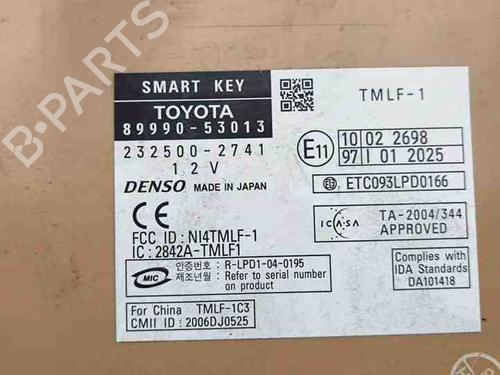 B-PARTS
SMART KEY
TMLF-1
TOYOTA
89990-53013
232500-2741
12V
E11
10 02 2698
97 I 01 2025
DENSO MADE IN JAPAN
ETC093LPD0166
CE
ICASA
TA-2004/344
APPROVED
FCC ID: NI4TMLF-1
IC: 2842A-TMLF1
MIC
인증번호 : R-LPD1-04-0195
제조년월 : Refer to serial number
on product
Complies with
IDA Standards
DA101418
For China TMLF-1C3
CMII ID: 2006DJ0525